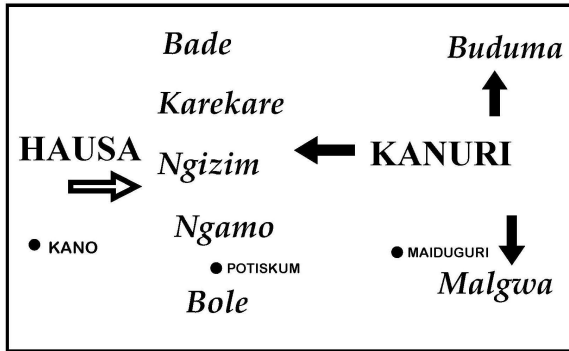 Bade
Buduma
Karekare
HAUSA
KANURI
Ngizim
Ngamo
KANO
MAIDUGURI
POTISKUM
Malgwa
Bole